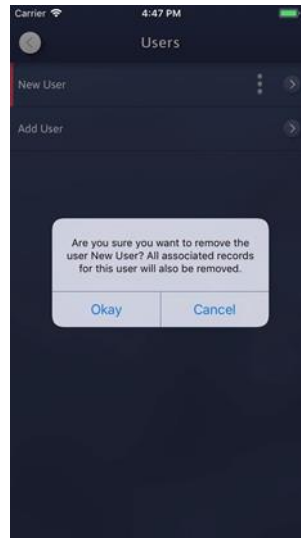 Carrier 4:47 PM
Users
New User
Add User
Are you sure you want to remove the
user New User? All associated records
for this user will also be removed.
Okay Cancel